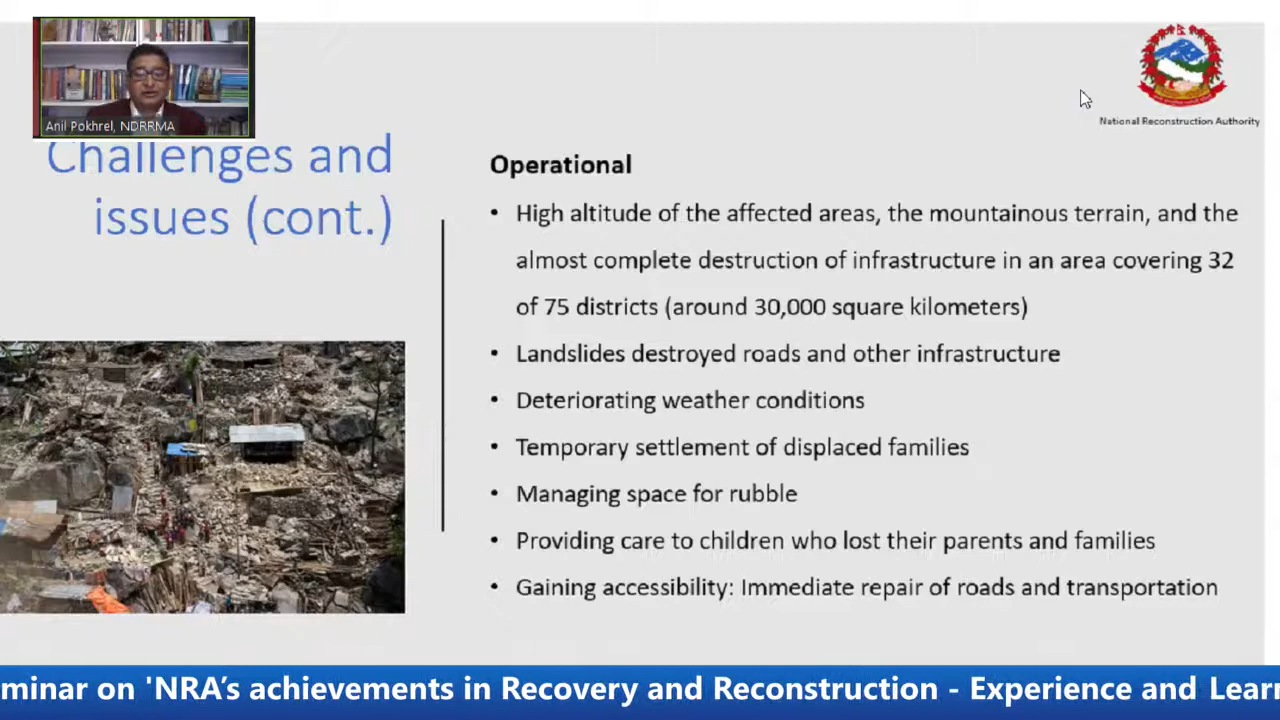 Anil Pokhrel, NDRRMA
National Reconstruction Authority
Challenges and
issues (cont.)
Operational
• High altitude of the affected areas, the mountainous terrain, and the
almost complete destruction of infrastructure in an area covering 32
of 75 districts (around 30,000 square kilometers)
• Landslides destroyed roads and other infrastructure
• Deteriorating weather conditions
• Temporary settlement of displaced families
• Managing space for rubble
• Providing care to children who lost their parents and families
• Gaining accessibility: Immediate repair of roads and transportation
minar on 'NRA’s achievements in Recovery and Reconstruction - Experience and Learn